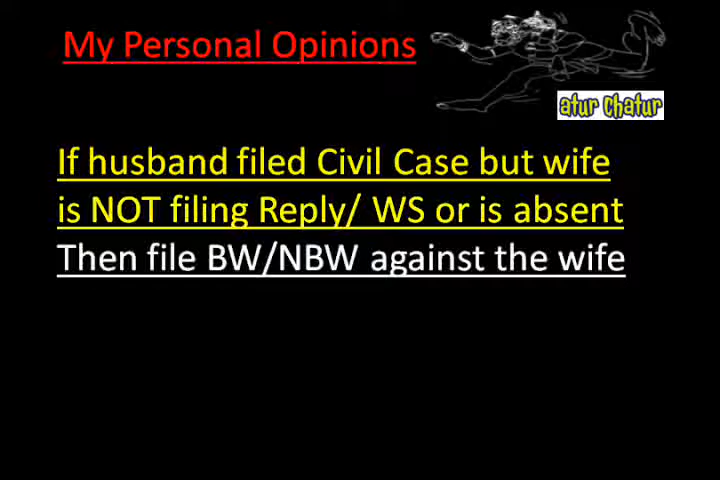 My Personal Opinions
atur Chatur
If husband filed Civil Case but wife
is NOT filing Reply/ WS or is absent
Then file BW/NBW against the wife